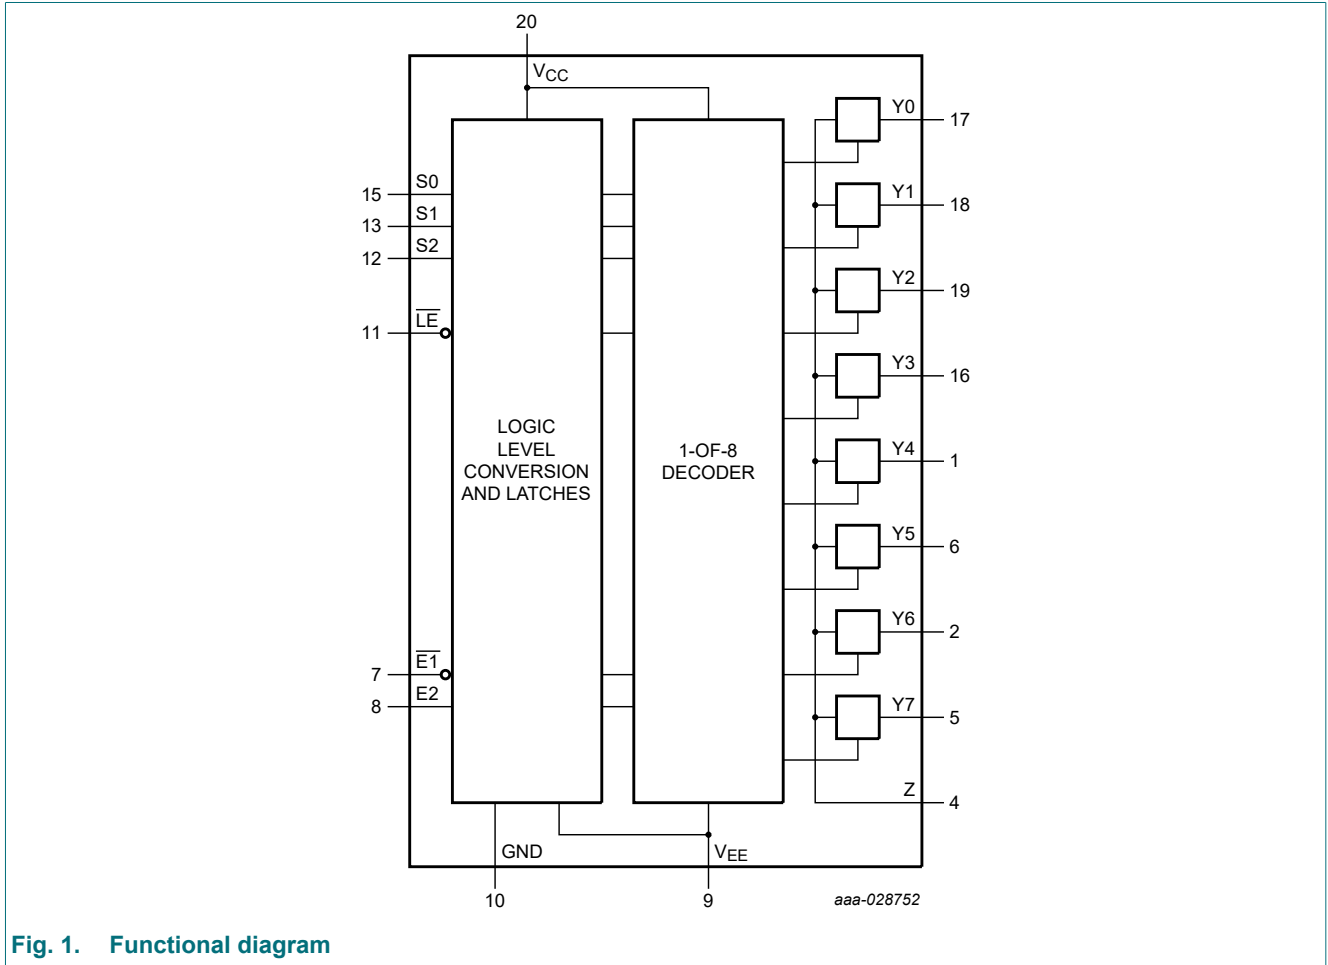 20
VCC
Y0
17
15
S0
Y1
18
13
S1
12
S2
Y2
19
11
L̅E̅
Y3
16
LOGIC
LEVEL
CONVERSION
AND LATCHES
1-OF-8
DECODER
Y4
1
Y5
6
Y6
2
7
E̅1̅
8
E2
Y7
5
Z
4
GND
VEE
10
9
aaa-028752
Fig. 1. Functional diagram